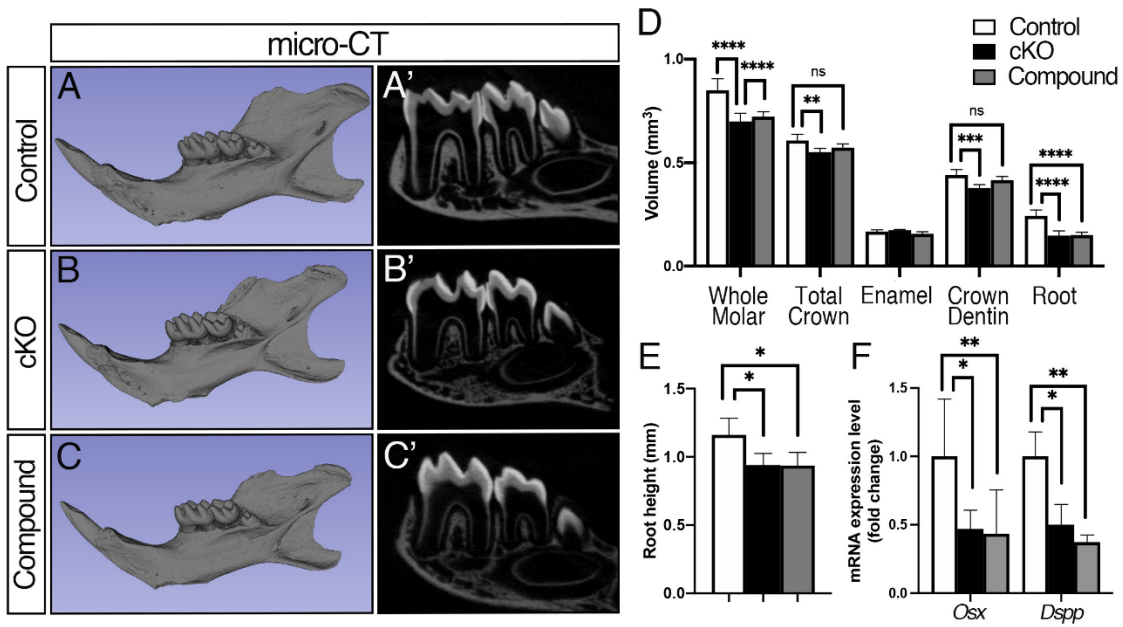 micro-CT
Control
A
A'
cKO
B
B'
Compound
C
C'
D
Control
cKO
Compound
Volume (mm³)
1.0
0.5
0.0
****
****
ns
**
ns
***
****
****
Whole
Molar
Total
Crown
Enamel
Crown
Dentin
Root
E
Root height (mm)
1.5
1.0
0.5
0.0
*
*
F
mRNA expression level
(fold change)
1.5
1.0
0.5
0.0
**
*
**
*
Osx
Dspp